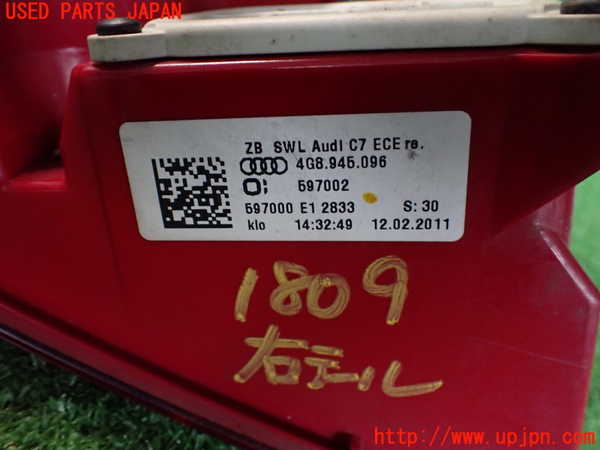 USED PARTS JAPAN
ZB SWL Audi C7 ECE re.
4G8.945.096
597002
597000 E1 2833 S: 30
klo 14:32:49 12.02.2011
1809
右テール
http://www.upjpn.com/